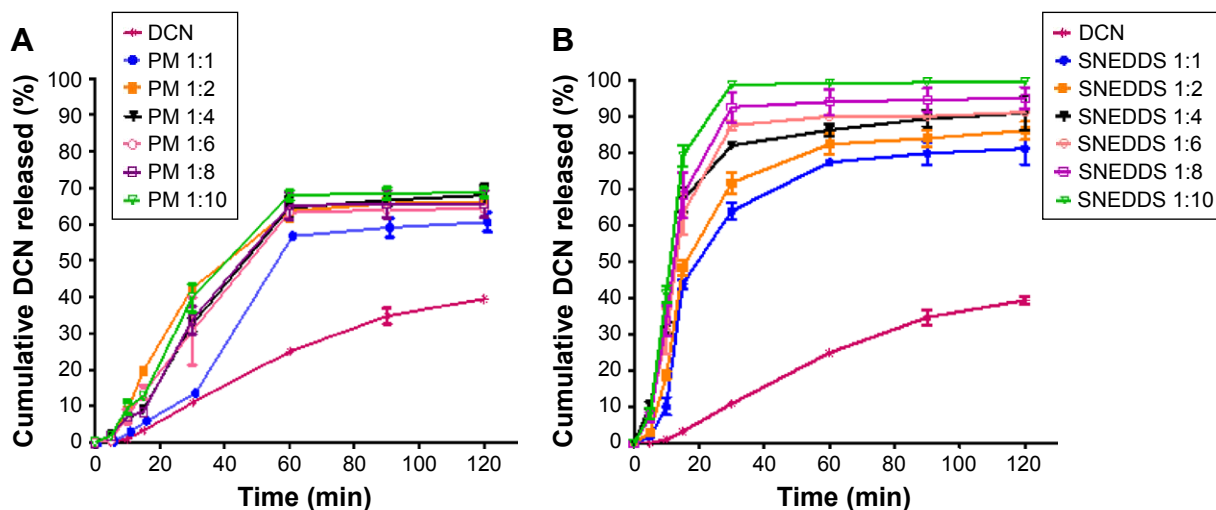 A
DCN
PM 1:1
PM 1:2
PM 1:4
PM 1:6
PM 1:8
PM 1:10
Cumulative DCN released (%)
100
90
80
70
60
50
40
30
20
10
0
0 20 40 60 80 100 120
Time (min)
B
DCN
SNEDDS 1:1
SNEDDS 1:2
SNEDDS 1:4
SNEDDS 1:6
SNEDDS 1:8
SNEDDS 1:10
Cumulative DCN released (%)
100
90
80
70
60
50
40
30
20
10
0
0 20 40 60 80 100 120
Time (min)